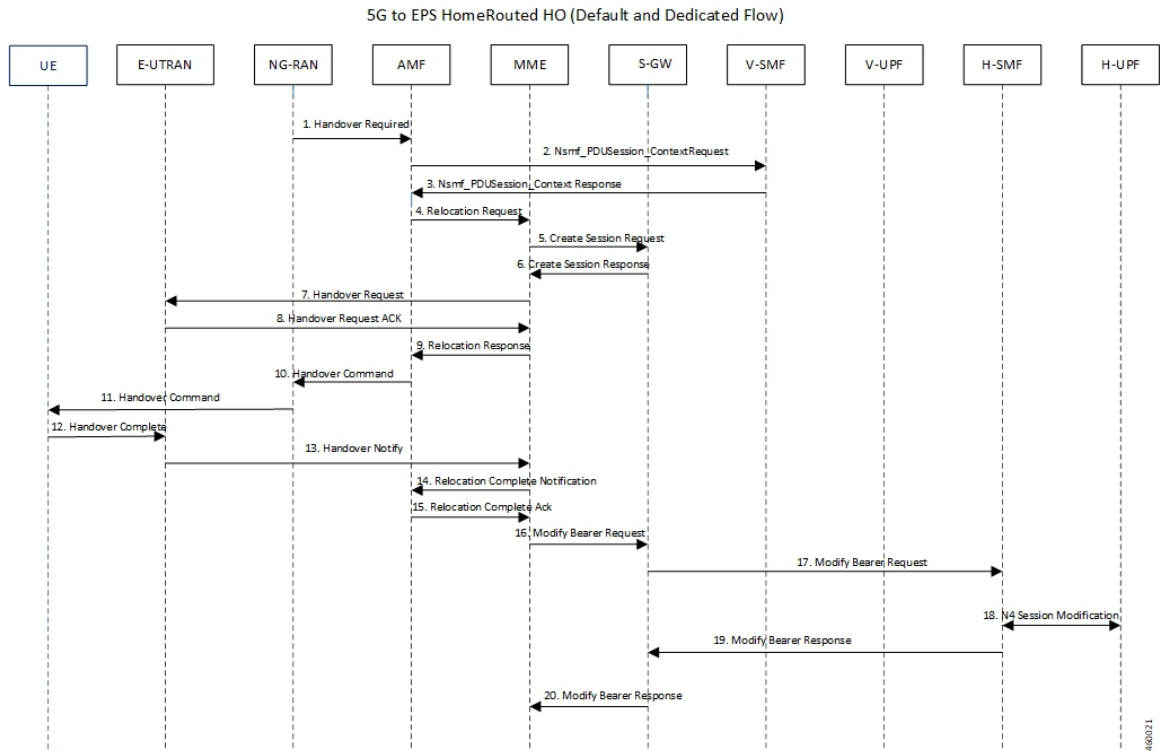 5G to EPS HomeRouted HO (Default and Dedicated Flow)
UE
E-UTRAN
NG-RAN
AMF
MME
S-GW
V-SMF
V-UPF
H-SMF
H-UPF
1. Handover Required
2. Nsmf_PDUSession_ContextRequest
3. Nsmf_PDUSession_Context Response
4. Relocation Request
5. Create Session Request
6. Create Session Response
7. Handover Request
8. Handover Request ACK
9. Relocation Response
10. Handover Command
11. Handover Command
12. Handover Complete
13. Handover Notify
14. Relocation Complete Notification
15. Relocation Complete Ack
16. Modify Bearer Request
17. Modify Bearer Request
18. N4 Session Modification
19. Modify Bearer Response
20. Modify Bearer Response
460021